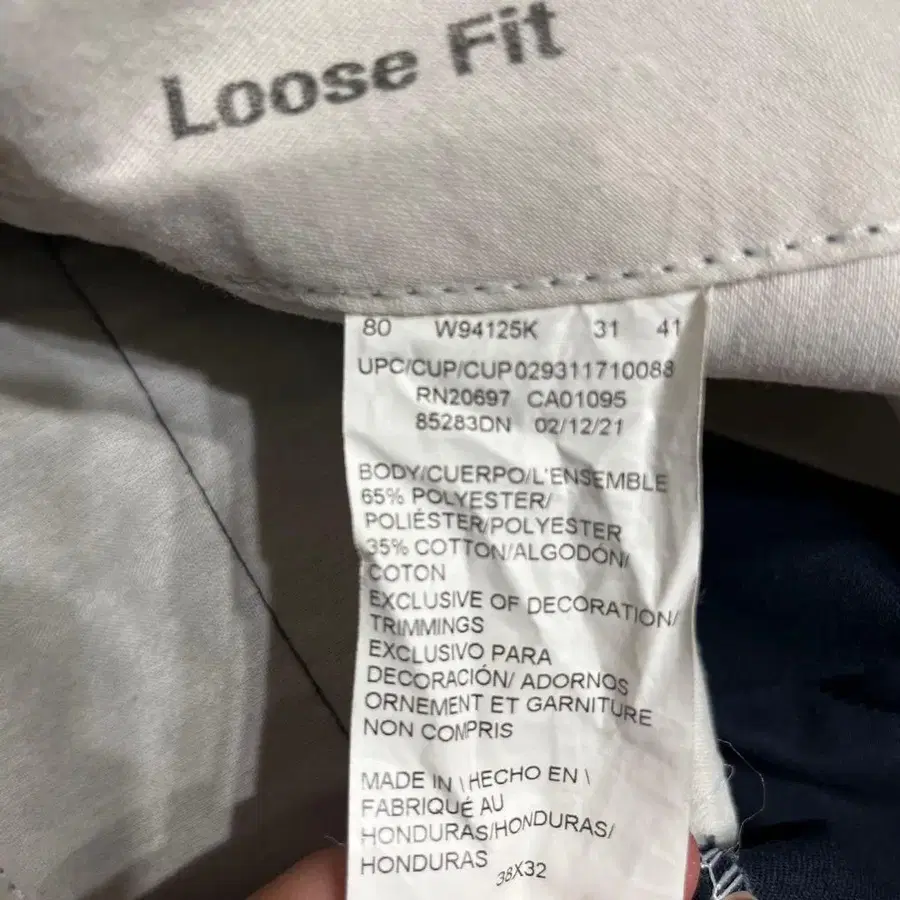 Loose Fit
80 W94125K 31 41
UPC/CUP/CUP029311710088
RN20697 CA01095
85283DN 02/12/21
BODY/CUERPO/L'ENSEMBLE
65% POLYESTER/
POLIÉSTER/POLYESTER
35% COTTON/ALGODÓN/
COTON
EXCLUSIVE OF DECORATION/
TRIMMINGS
EXCLUSIVO PARA
DECORACIÓN/ ADORNOS
ORNEMENT ET GARNITURE
NON COMPRIS
MADE IN \ HECHO EN \
FABRIQUÉ AU
HONDURAS/HONDURAS/
HONDURAS
38X32